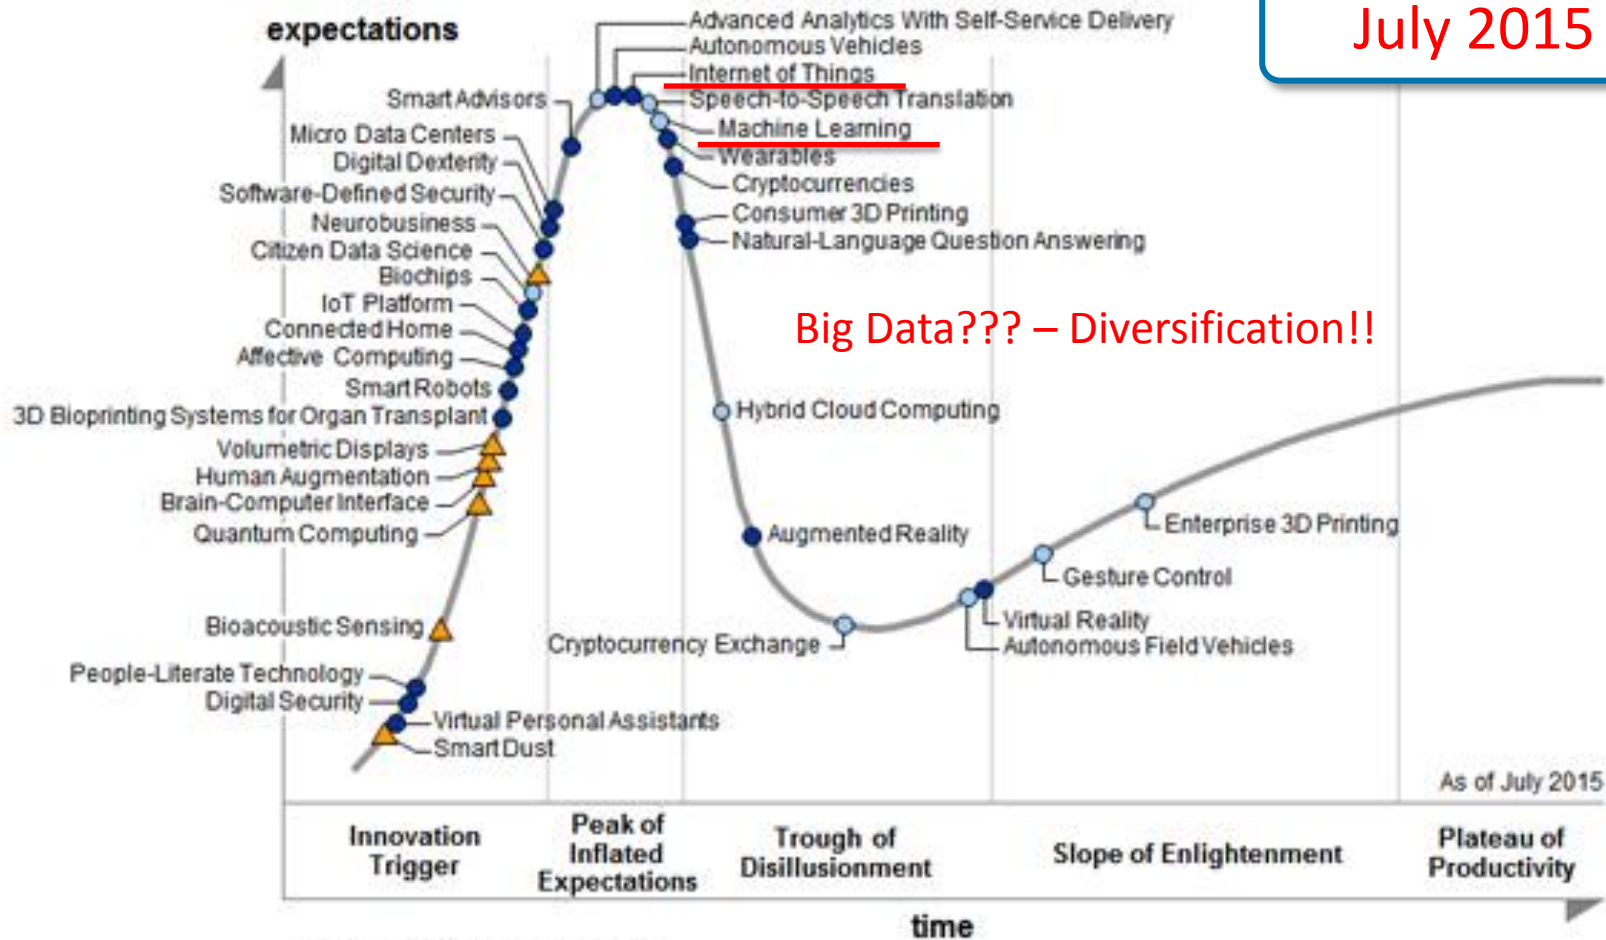 expectations
July 2015
Advanced Analytics With Self-Service Delivery
Autonomous Vehicles
Internet of Things
Smart Advisors
Speech-to-Speech Translation
Micro Data Centers
Machine Learning
Digital Dexterity
Wearables
Software-Defined Security
Cryptocurrencies
Neurobusiness
Consumer 3D Printing
Citizen Data Science
Natural-Language Question Answering
Biochips
IoT Platform
Connected Home
Big Data??? – Diversification!!
Affective Computing
Smart Robots
3D Bioprinting Systems for Organ Transplant
Hybrid Cloud Computing
Volumetric Displays
Human Augmentation
Brain-Computer Interface
Quantum Computing
Augmented Reality
Enterprise 3D Printing
Gesture Control
Bioacoustic Sensing
Virtual Reality
Cryptocurrency Exchange
Autonomous Field Vehicles
People-Literate Technology
Digital Security
Virtual Personal Assistants
Smart Dust
As of July 2015
Innovation
Trigger
Peak of
Inflated
Expectations
Trough of
Disillusionment
Slope of Enlightenment
Plateau of
Productivity
time